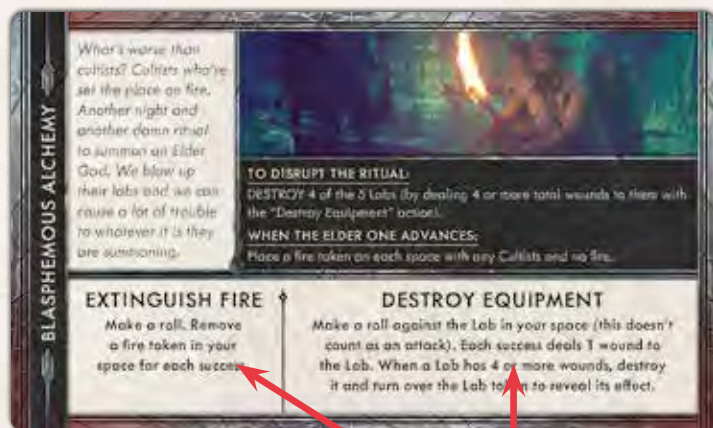 BLASPHEMOUS ALCHEMY
What's worse than
cultists? Cultists who've
set the place on fire.
Another night and
another damn ritual
to summon an Elder
God. We blow up
their labs and we can
cause a lot of trouble
to whatever it is they
are summoning.
TO DISRUPT THE RITUAL:
DESTROY 4 of the 5 Labs (by dealing 4 or more total wounds to them with
the "Destroy Equipment" action).
WHEN THE ELDER ONE ADVANCES:
Place a fire token on each space with any Cultists and no fire.
EXTINGUISH FIRE
Make a roll. Remove
a fire token in your
space for each success.
DESTROY EQUIPMENT
Make a roll against the Lab in your space (this doesn't
count as an attack). Each success deals 1 wound to
the Lab. When a Lab has 4 or more wounds, destroy
it and turn over the Lab token to reveal its effect.